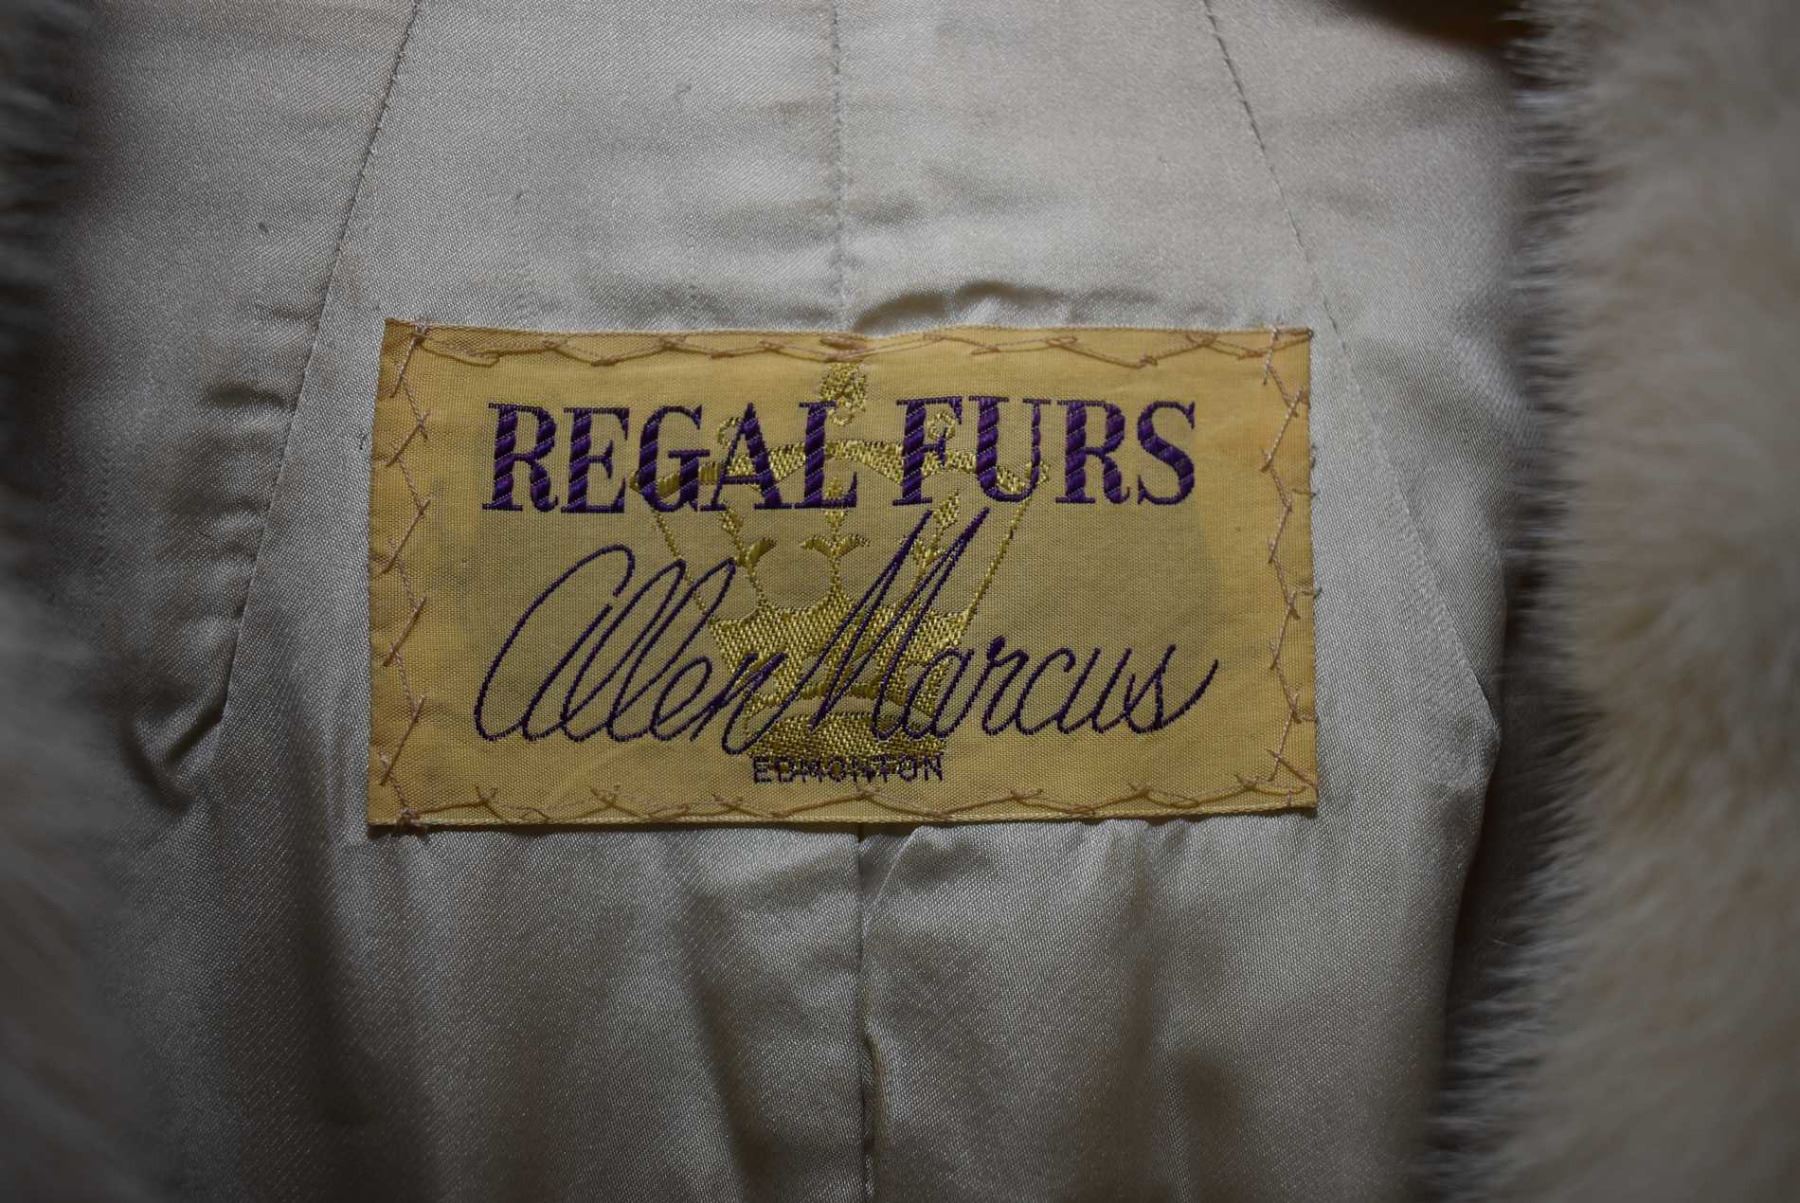 REGAL FURS
Allen Marcus
EDMONTON